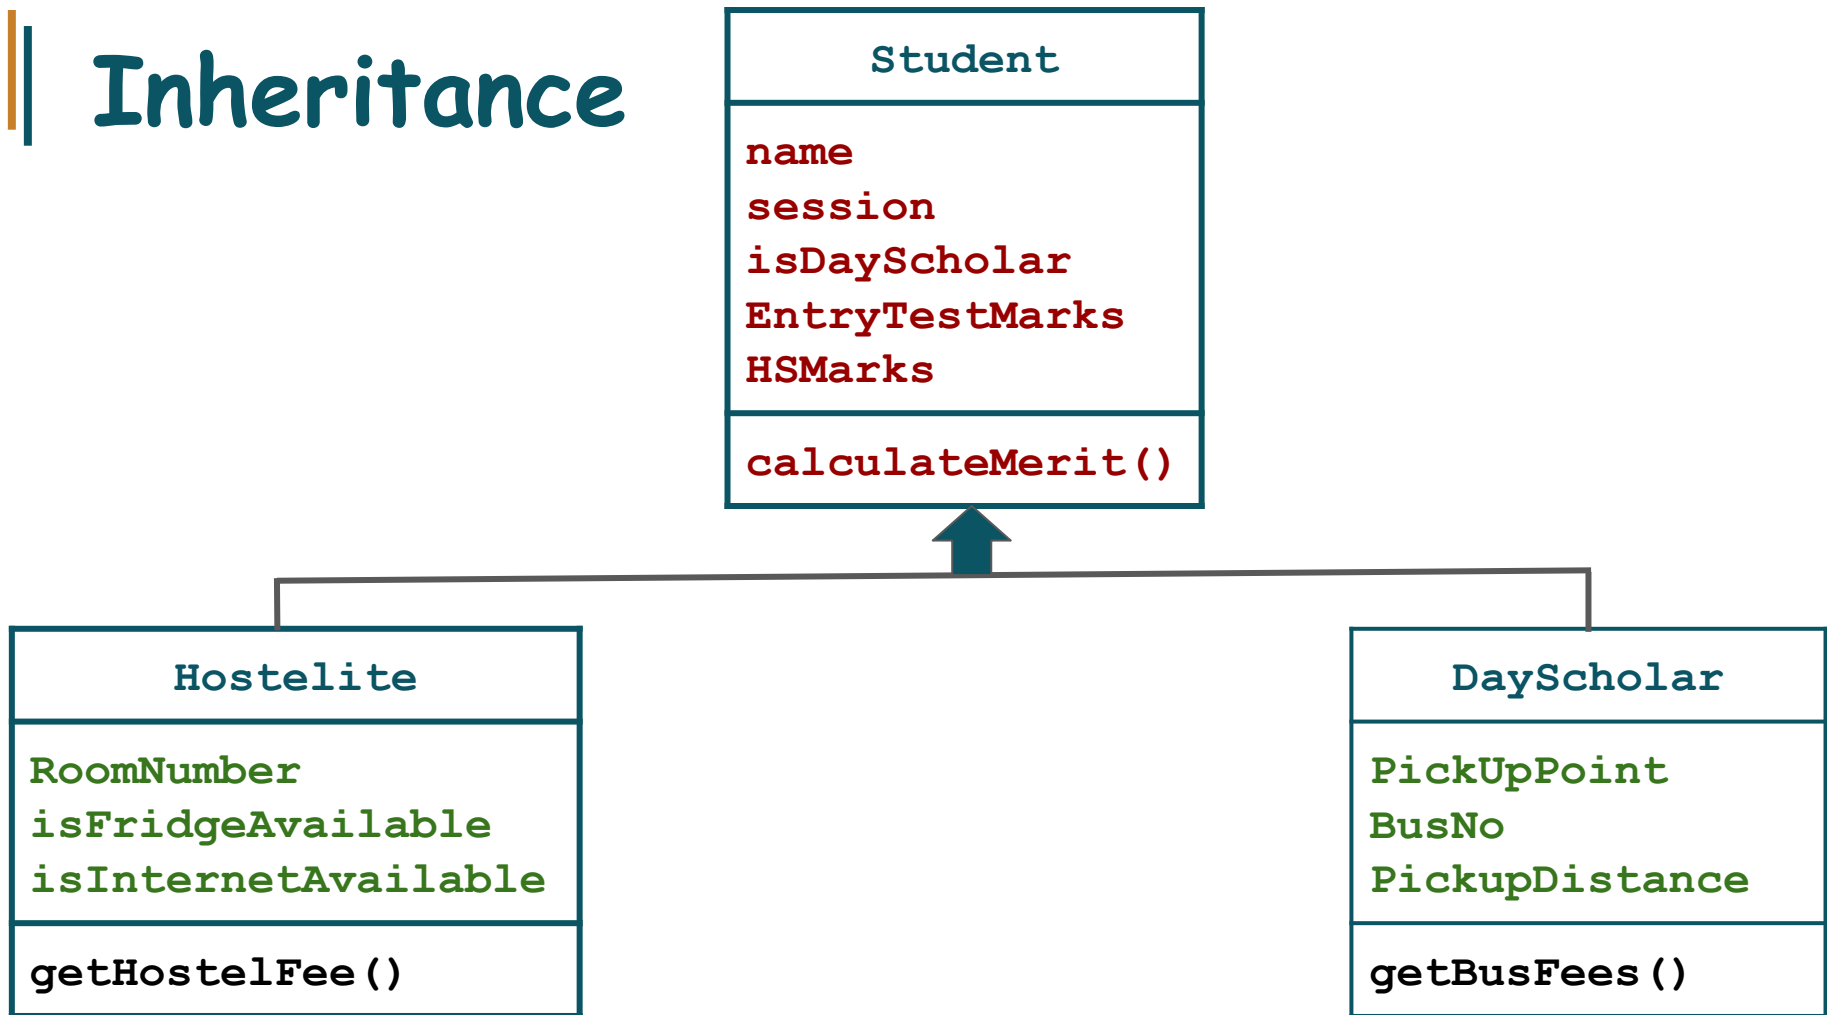 Inheritance
Student
name
session
isDayScholar
EntryTestMarks
HSMarks
calculateMerit()
Hostelite
RoomNumber
isFridgeAvailable
isInternetAvailable
getHostelFee()
DayScholar
PickUpPoint
BusNo
PickupDistance
getBusFees()